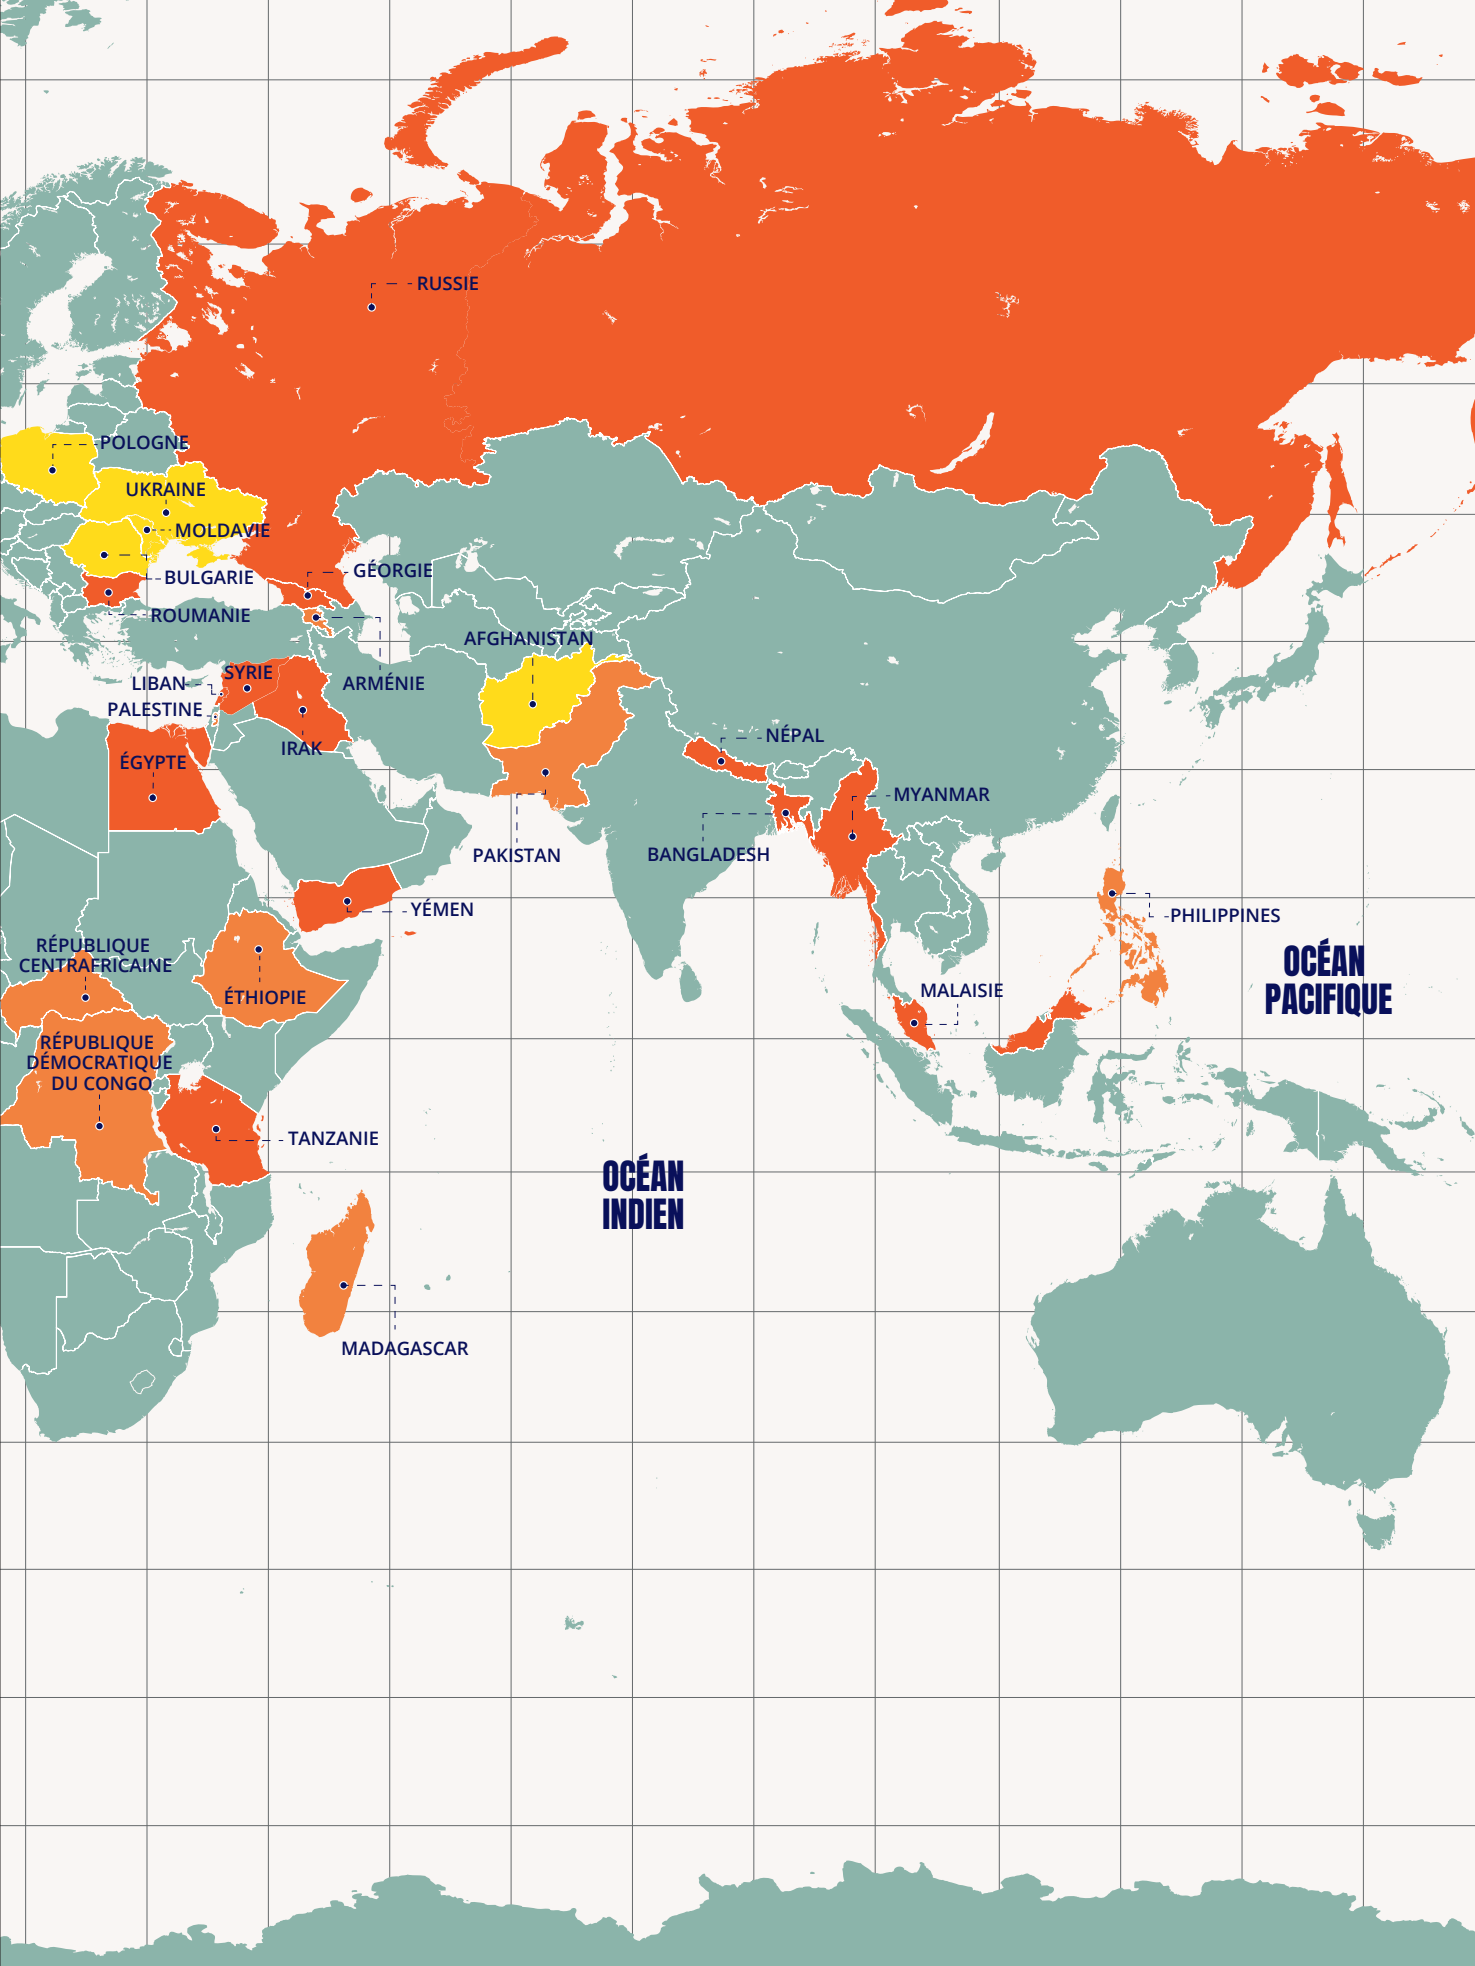 RUSSIE
POLOGNE
UKRAINE
MOLDAVIE
GÉORGIE
BULGARIE
ROUMANIE
AFGHANISTAN
SYRIE
LIBAN
ARMÉNIE
PALESTINE
NÉPAL
IRAK
ÉGYPTE
MYANMAR
PAKISTAN
BANGLADESH
YÉMEN
PHILIPPINES
RÉPUBLIQUE
CENTRAFRICAINE
OCÉAN
PACIFIQUE
MALAISIE
ÉTHIOPIE
RÉPUBLIQUE
DÉMOCRATIQUE
DU CONGO
TANZANIE
OCÉAN
INDIEN
MADAGASCAR